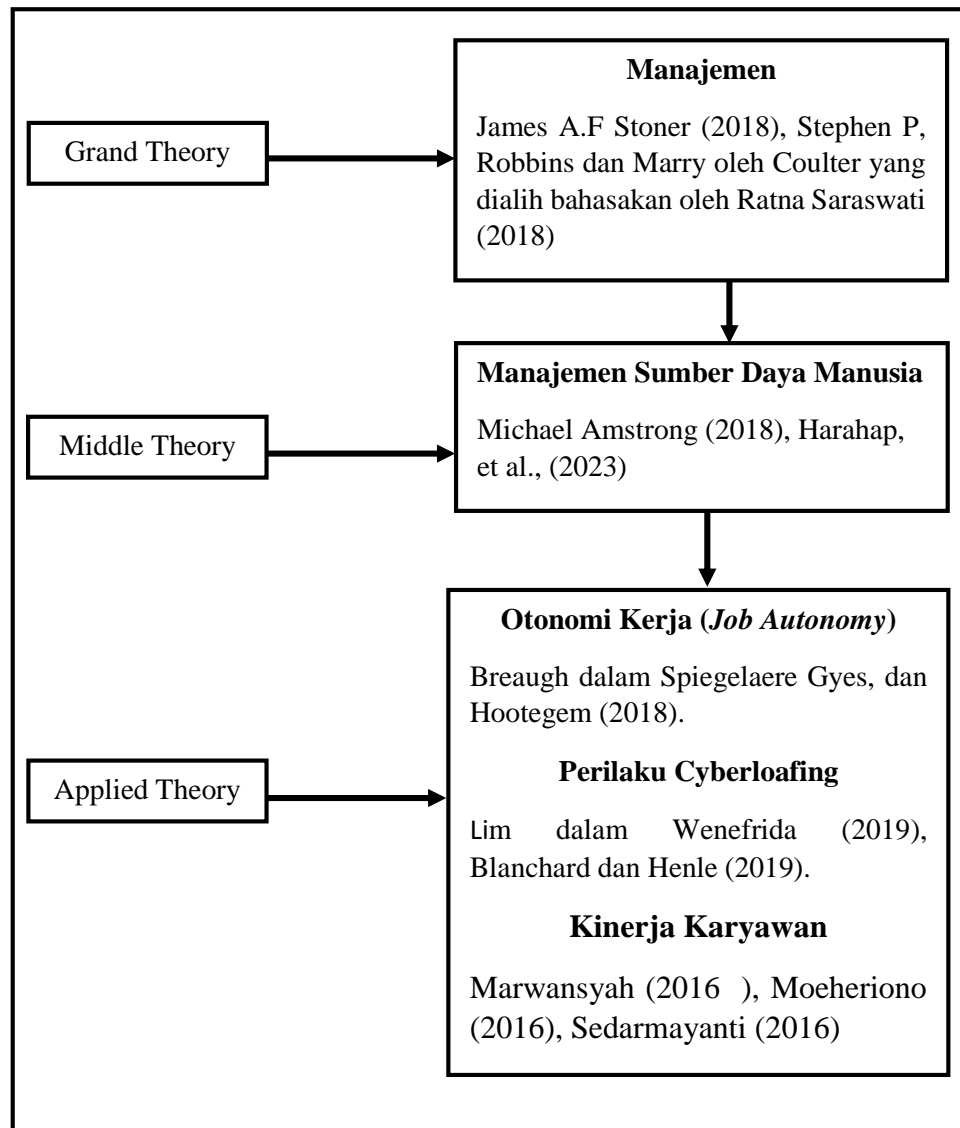 Manajemen
Grand Theory
James A.F Stoner (2018), Stephen P,
Robbins dan Marry oleh Coulter yang
dialih bahasakan oleh Ratna Saraswati
(2018)
Manajemen Sumber Daya Manusia
Middle Theory
Michael Amstrong (2018), Harahap,
et al., (2023)
Otonomi Kerja (Job Autonomy)
Breaugh dalam Spiegelaere Gyes, dan
Hootegem (2018).
Perilaku Cyberloafing
Applied Theory
Lim dalam Wenefrida (2019),
Blanchard dan Henle (2019).
Kinerja Karyawan
Marwansyah (2016 ), Moeheriono
(2016), Sedarmayanti (2016)